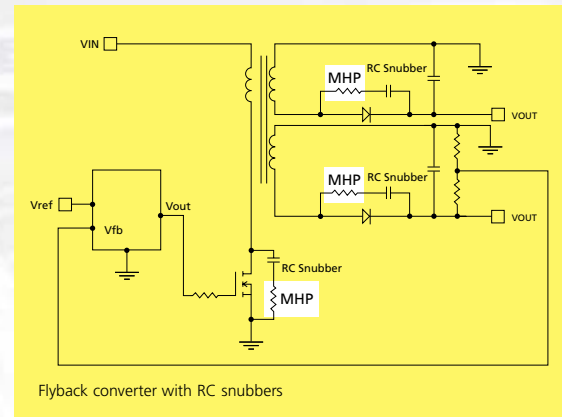 VIN
RC Snubber
MHP
VOUT
RC Snubber
MHP
Vref
Vout
Vfb
VOUT
RC Snubber
MHP
Flyback converter with RC snubbers